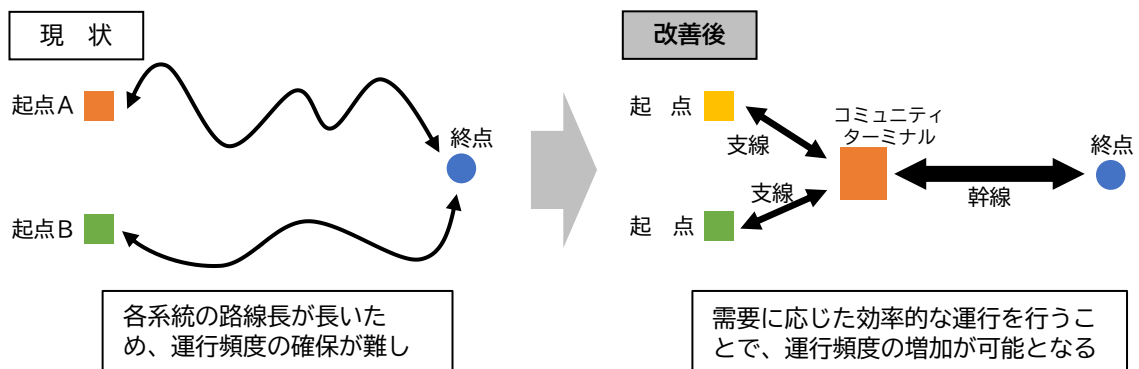 現　状
起点A
起点B
終点
各系統の路線長が長いた
め、運行頻度の確保が難し
改善後
起　点
支線
コミュニティ
ターミナル
終点
幹線
支線
起　点
需要に応じた効率的な運行を行うこ
とで、運行頻度の増加が可能となる